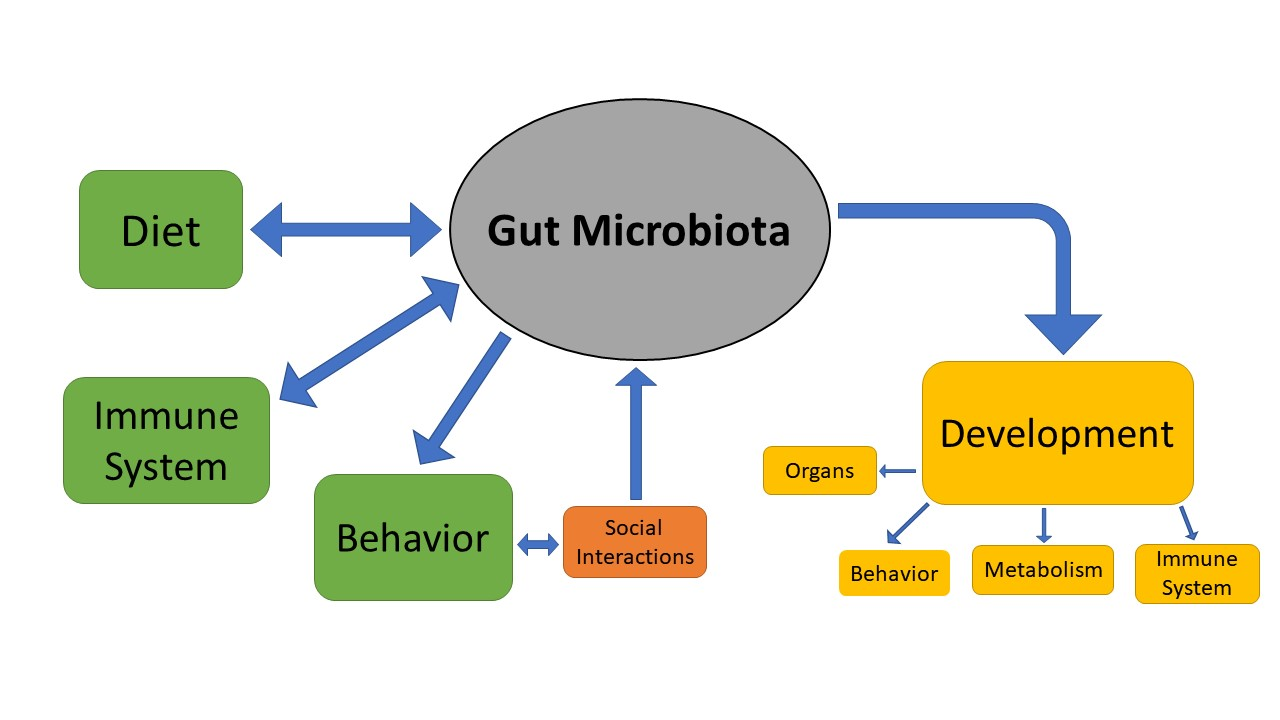 Gut Microbiota
Diet
Immune
System
Behavior
Social
Interactions
Development
Organs
Behavior
Metabolism
Immune
System